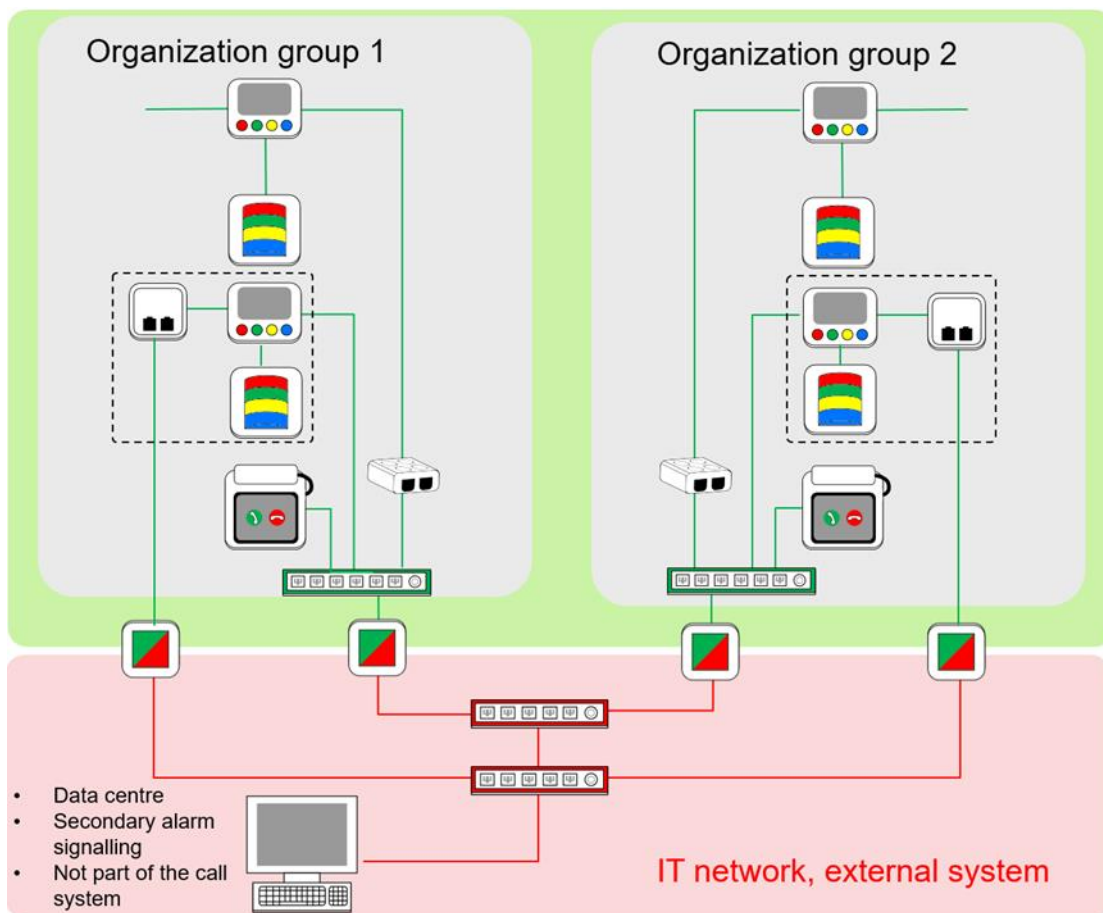 Organization group 1
Organization group 2
• Data centre
• Secondary alarm
signalling
• Not part of the call
system
IT network, external system